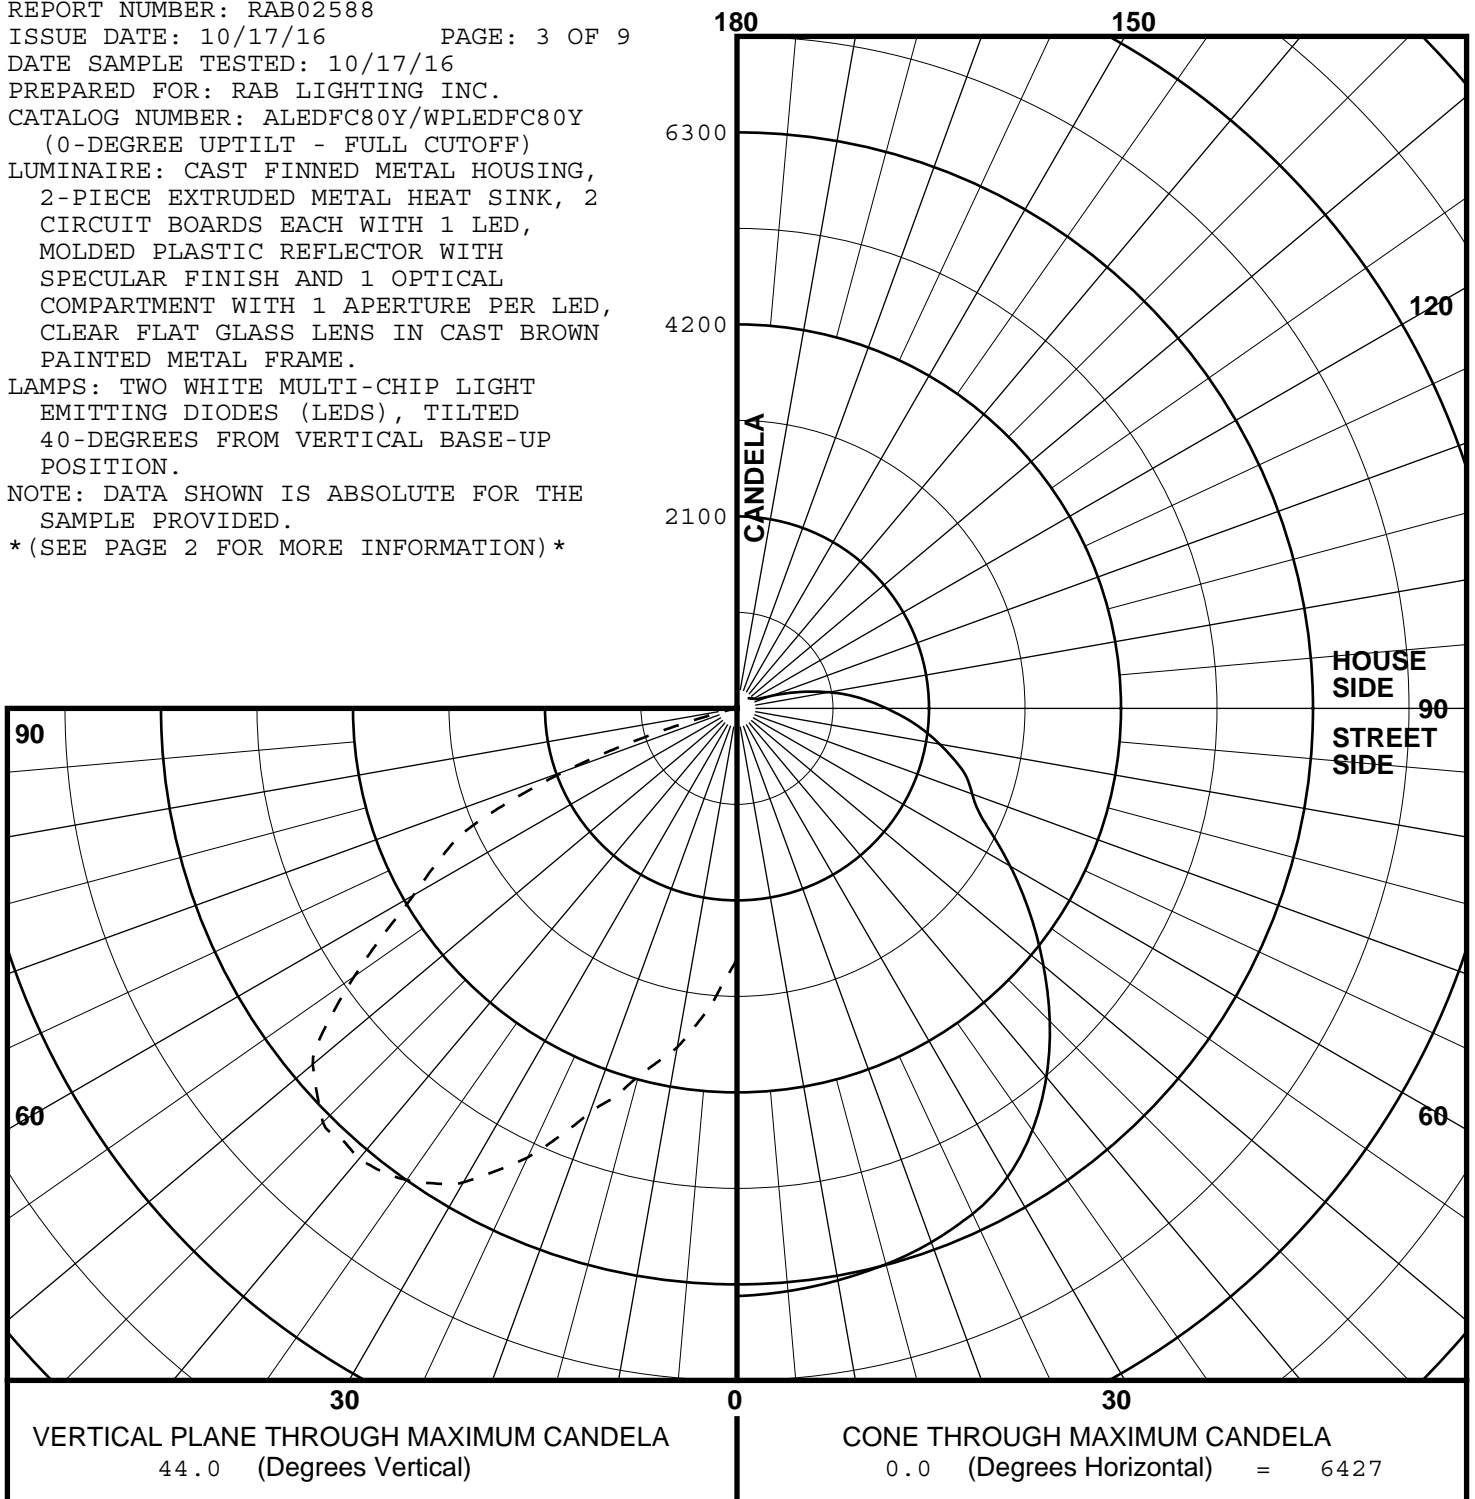 REPORT NUMBER: RAB02588
ISSUE DATE: 10/17/16 PAGE: 3 OF 9
DATE SAMPLE TESTED: 10/17/16
PREPARED FOR: RAB LIGHTING INC.
CATALOG NUMBER: ALEDFC80Y/WPLEDFC80Y
(0-DEGREE UPTILT - FULL CUTOFF)
LUMINAIRE: CAST FINNED METAL HOUSING,
2-PIECE EXTRUDED METAL HEAT SINK, 2
CIRCUIT BOARDS EACH WITH 1 LED,
MOLDED PLASTIC REFLECTOR WITH
SPECULAR FINISH AND 1 OPTICAL
COMPARTMENT WITH 1 APERTURE PER LED,
CLEAR FLAT GLASS LENS IN CAST BROWN
PAINTED METAL FRAME.
LAMPS: TWO WHITE MULTI-CHIP LIGHT
EMITTING DIODES (LEDS), TILTED
40-DEGREES FROM VERTICAL BASE-UP
POSITION.
NOTE: DATA SHOWN IS ABSOLUTE FOR THE
SAMPLE PROVIDED.
*(SEE PAGE 2 FOR MORE INFORMATION)*
180
150
6300
120
4200
CANDELA
2100
HOUSE
SIDE
90
90
STREET
SIDE
60
60
30
0
30
VERTICAL PLANE THROUGH MAXIMUM CANDELA
44.0 (Degrees Vertical)
CONE THROUGH MAXIMUM CANDELA
0.0 (Degrees Horizontal) = 6427